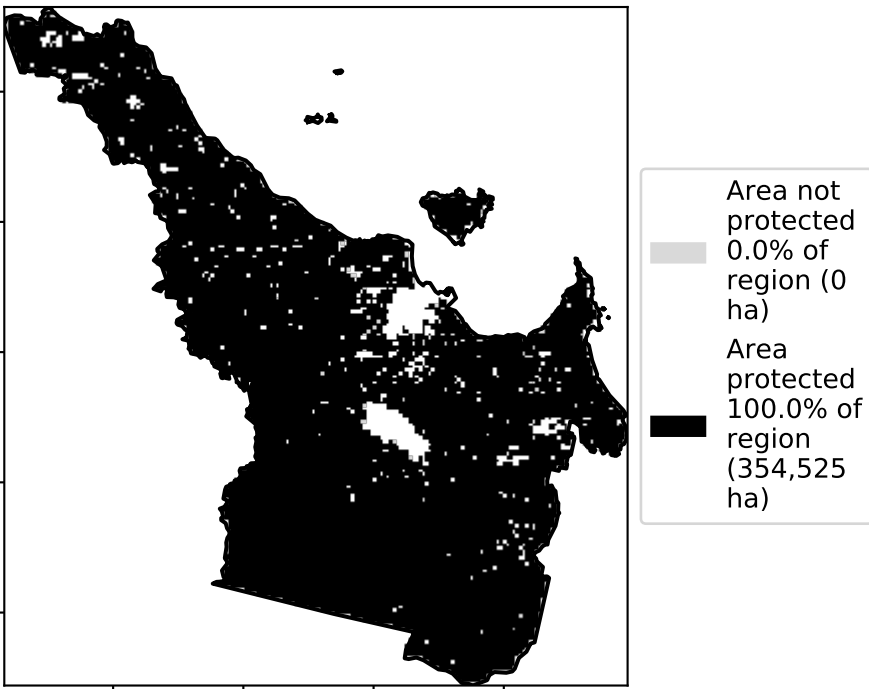 Area not
protected
0.0% of
region (0
ha)
Area
protected
100.0% of
region
(354,525
ha)